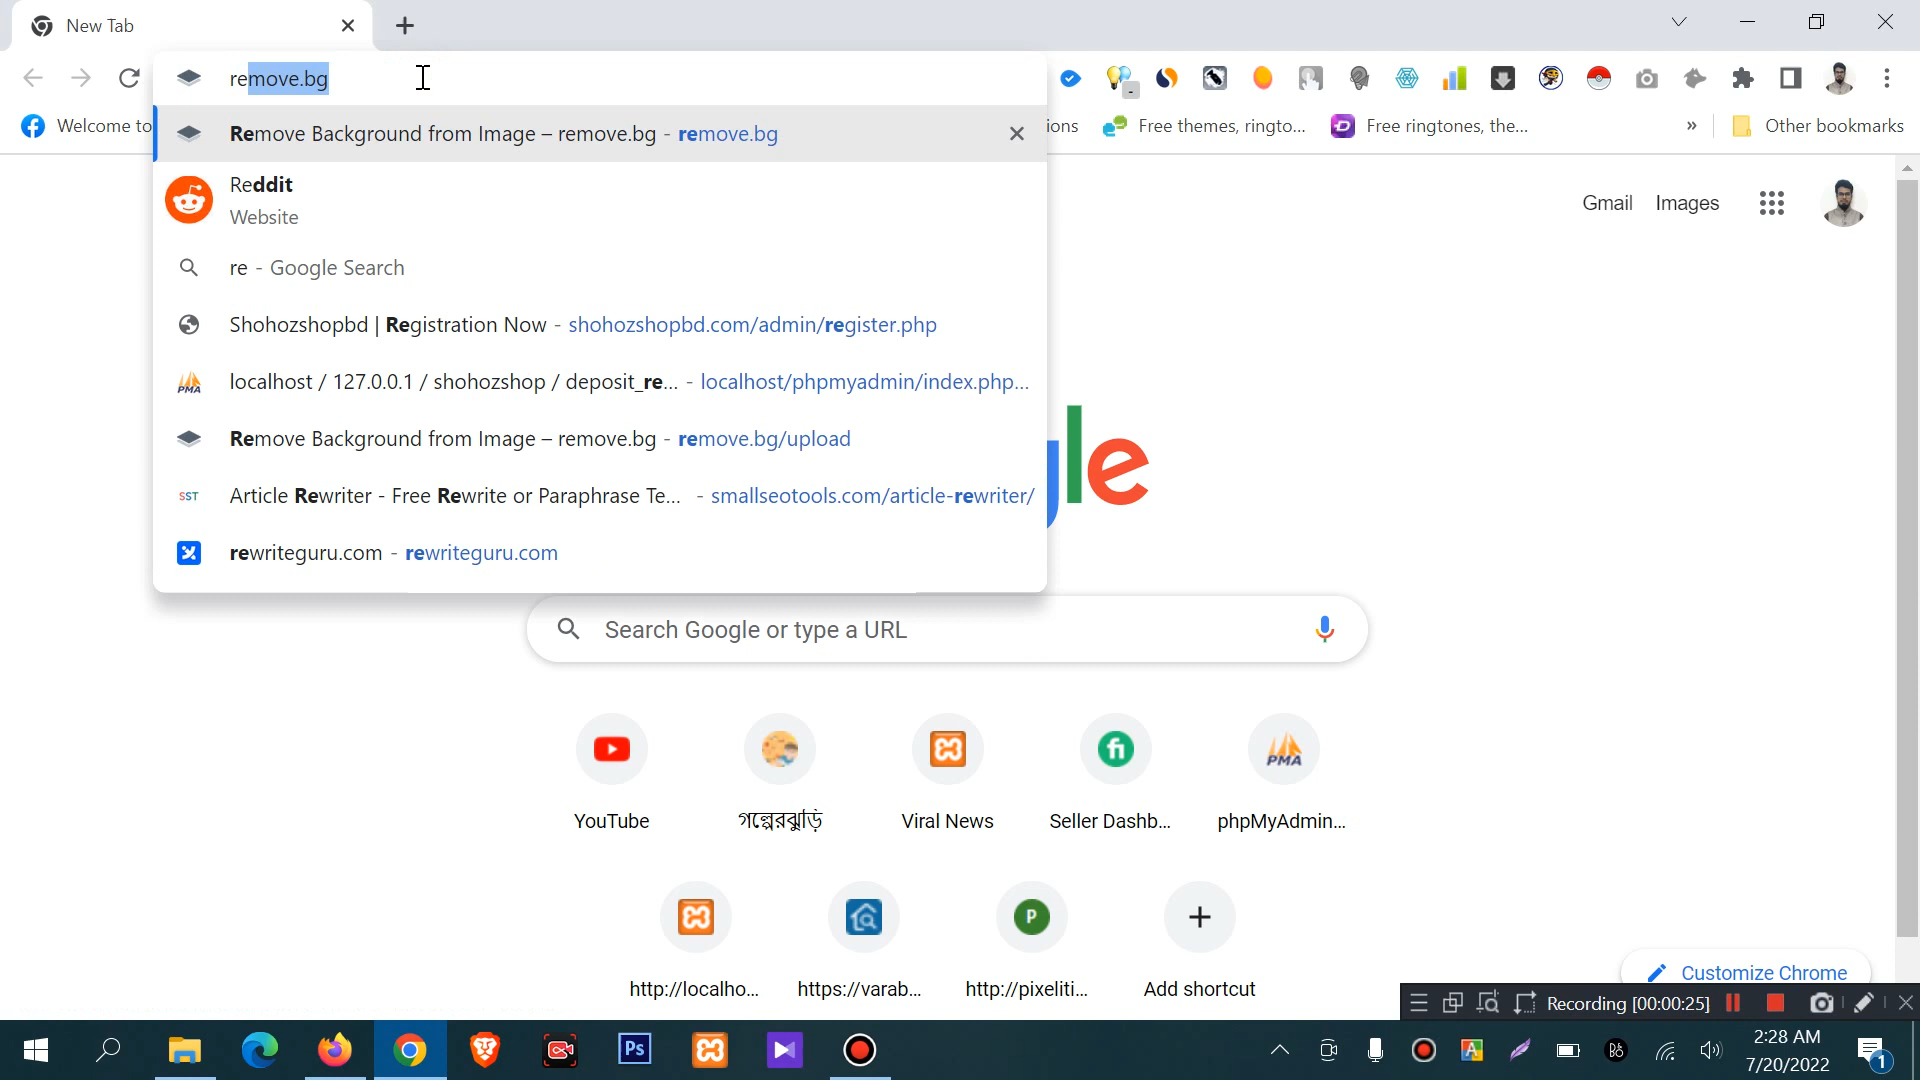 New Tab
remove.bg
Remove Background from Image – remove.bg - remove.bg
Reddit
Website
re - Google Search
Shohozshopbd | Registration Now - shohozshopbd.com/admin/register.php
localhost / 127.0.0.1 / shohozshop / deposit_re... - localhost/phpmyadmin/index.php...
Remove Background from Image – remove.bg - remove.bg/upload
SST Article Rewriter - Free Rewrite or Paraphrase Te... - smallseotools.com/article-rewriter/
rewriteguru.com - rewriteguru.com
Welcome to
ions
Free themes, ringto...
Free ringtones, the...
»
Other bookmarks
Gmail Images
le
Search Google or type a URL
YouTube
গল্পেরঝুড়ি
Viral News
Seller Dashb...
PMA
phpMyAdmin...
http://localho...
https://varab...
P
http://pixeliti...
Add shortcut
Customize Chrome
Recording [00:00:25]
Ps
2:28 AM
7/20/2022
1